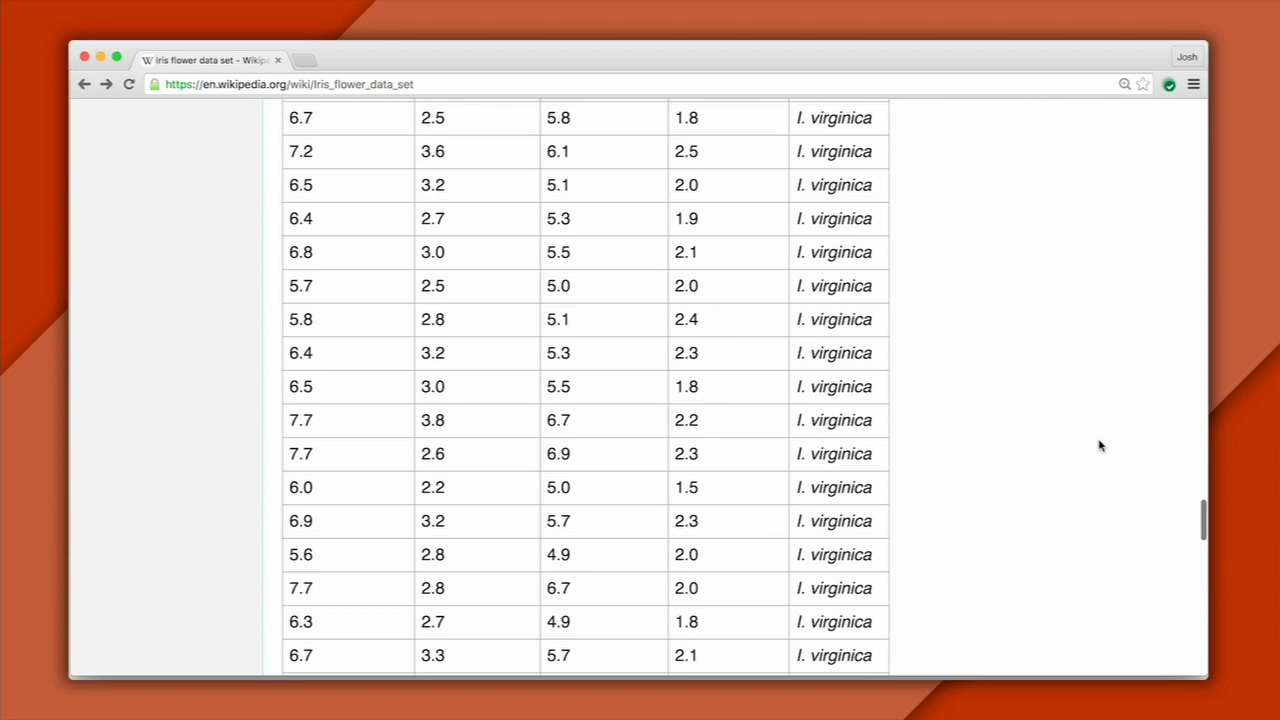 Iris flower data set - Wikip
Josh
https://en.wikipedia.org/wiki/Iris_flower_data_set
6.7 2.5 5.8 1.8 I. virginica
7.2 3.6 6.1 2.5 I. virginica
6.5 3.2 5.1 2.0 I. virginica
6.4 2.7 5.3 1.9 I. virginica
6.8 3.0 5.5 2.1 I. virginica
5.7 2.5 5.0 2.0 I. virginica
5.8 2.8 5.1 2.4 I. virginica
6.4 3.2 5.3 2.3 I. virginica
6.5 3.0 5.5 1.8 I. virginica
7.7 3.8 6.7 2.2 I. virginica
7.7 2.6 6.9 2.3 I. virginica
6.0 2.2 5.0 1.5 I. virginica
6.9 3.2 5.7 2.3 I. virginica
5.6 2.8 4.9 2.0 I. virginica
7.7 2.8 6.7 2.0 I. virginica
6.3 2.7 4.9 1.8 I. virginica
6.7 3.3 5.7 2.1 I. virginica